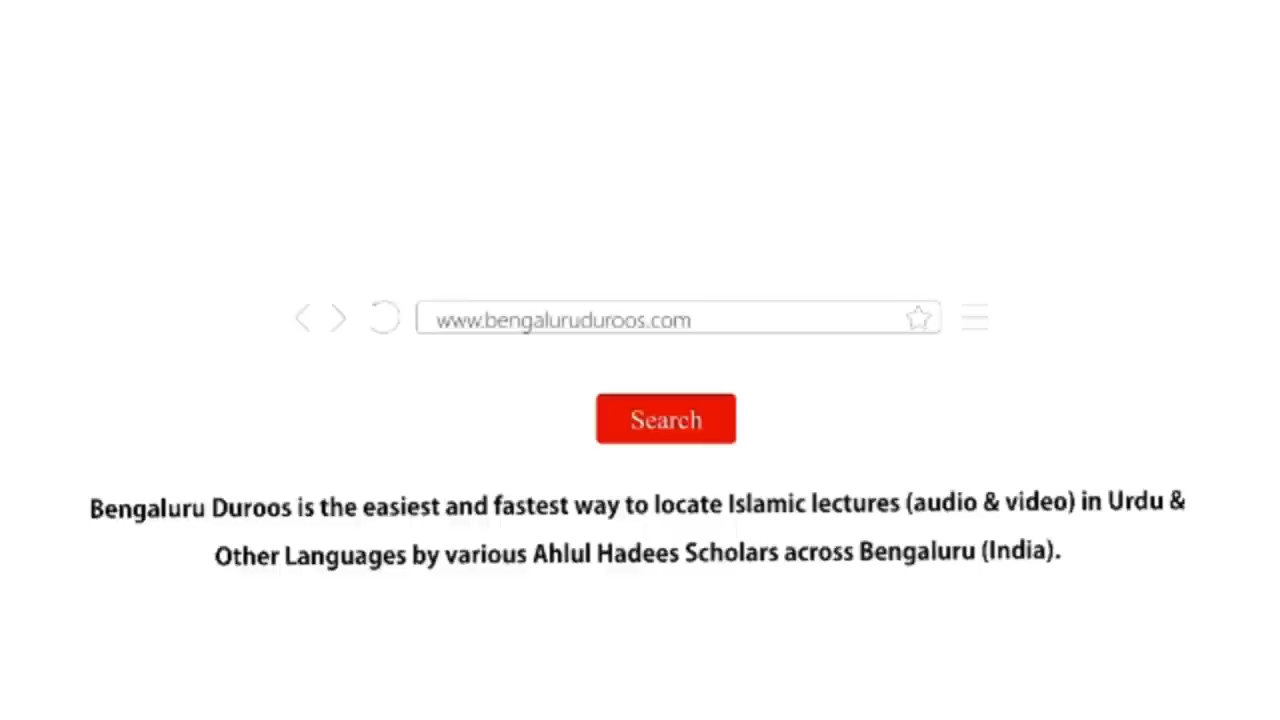 www.bengaluruduroos.com
Search
Bengaluru Duroos is the easiest and fastest way to locate Islamic lectures (audio & video) in Urdu &
Other Languages by various Ahlul Hadees Scholars across Bengaluru (India).